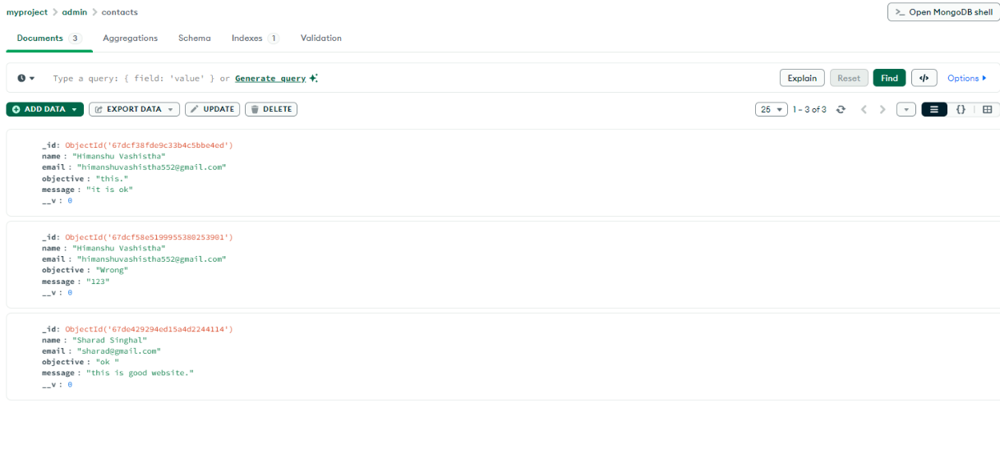 myproject > admin > contacts
>_ Open MongoDB shell
Documents 3 Aggregations Schema Indexes 1 Validation
Type a query: { field: 'value' } or Generate query
Explain Reset Find </> Options
ADD DATA EXPORT DATA UPDATE DELETE
25 1 – 3 of 3 {}
_id: ObjectId('67dcf38fde9c33b4c5bbe4ed')
name : "Himanshu Vashistha"
email : "himanshuvashistha552@gmail.com"
objective : "this."
message : "it is ok"
__v : 0
_id: ObjectId('67dcf58e5199955380253901')
name : "Himanshu Vashistha"
email : "himanshuvashistha552@gmail.com"
objective : "Wrong"
message : "123"
__v : 0
_id: ObjectId('67de429294ed15a4d2244114')
name : "Sharad Singhal"
email : "sharad@gmail.com"
objective : "ok "
message : "this is good website."
__v : 0